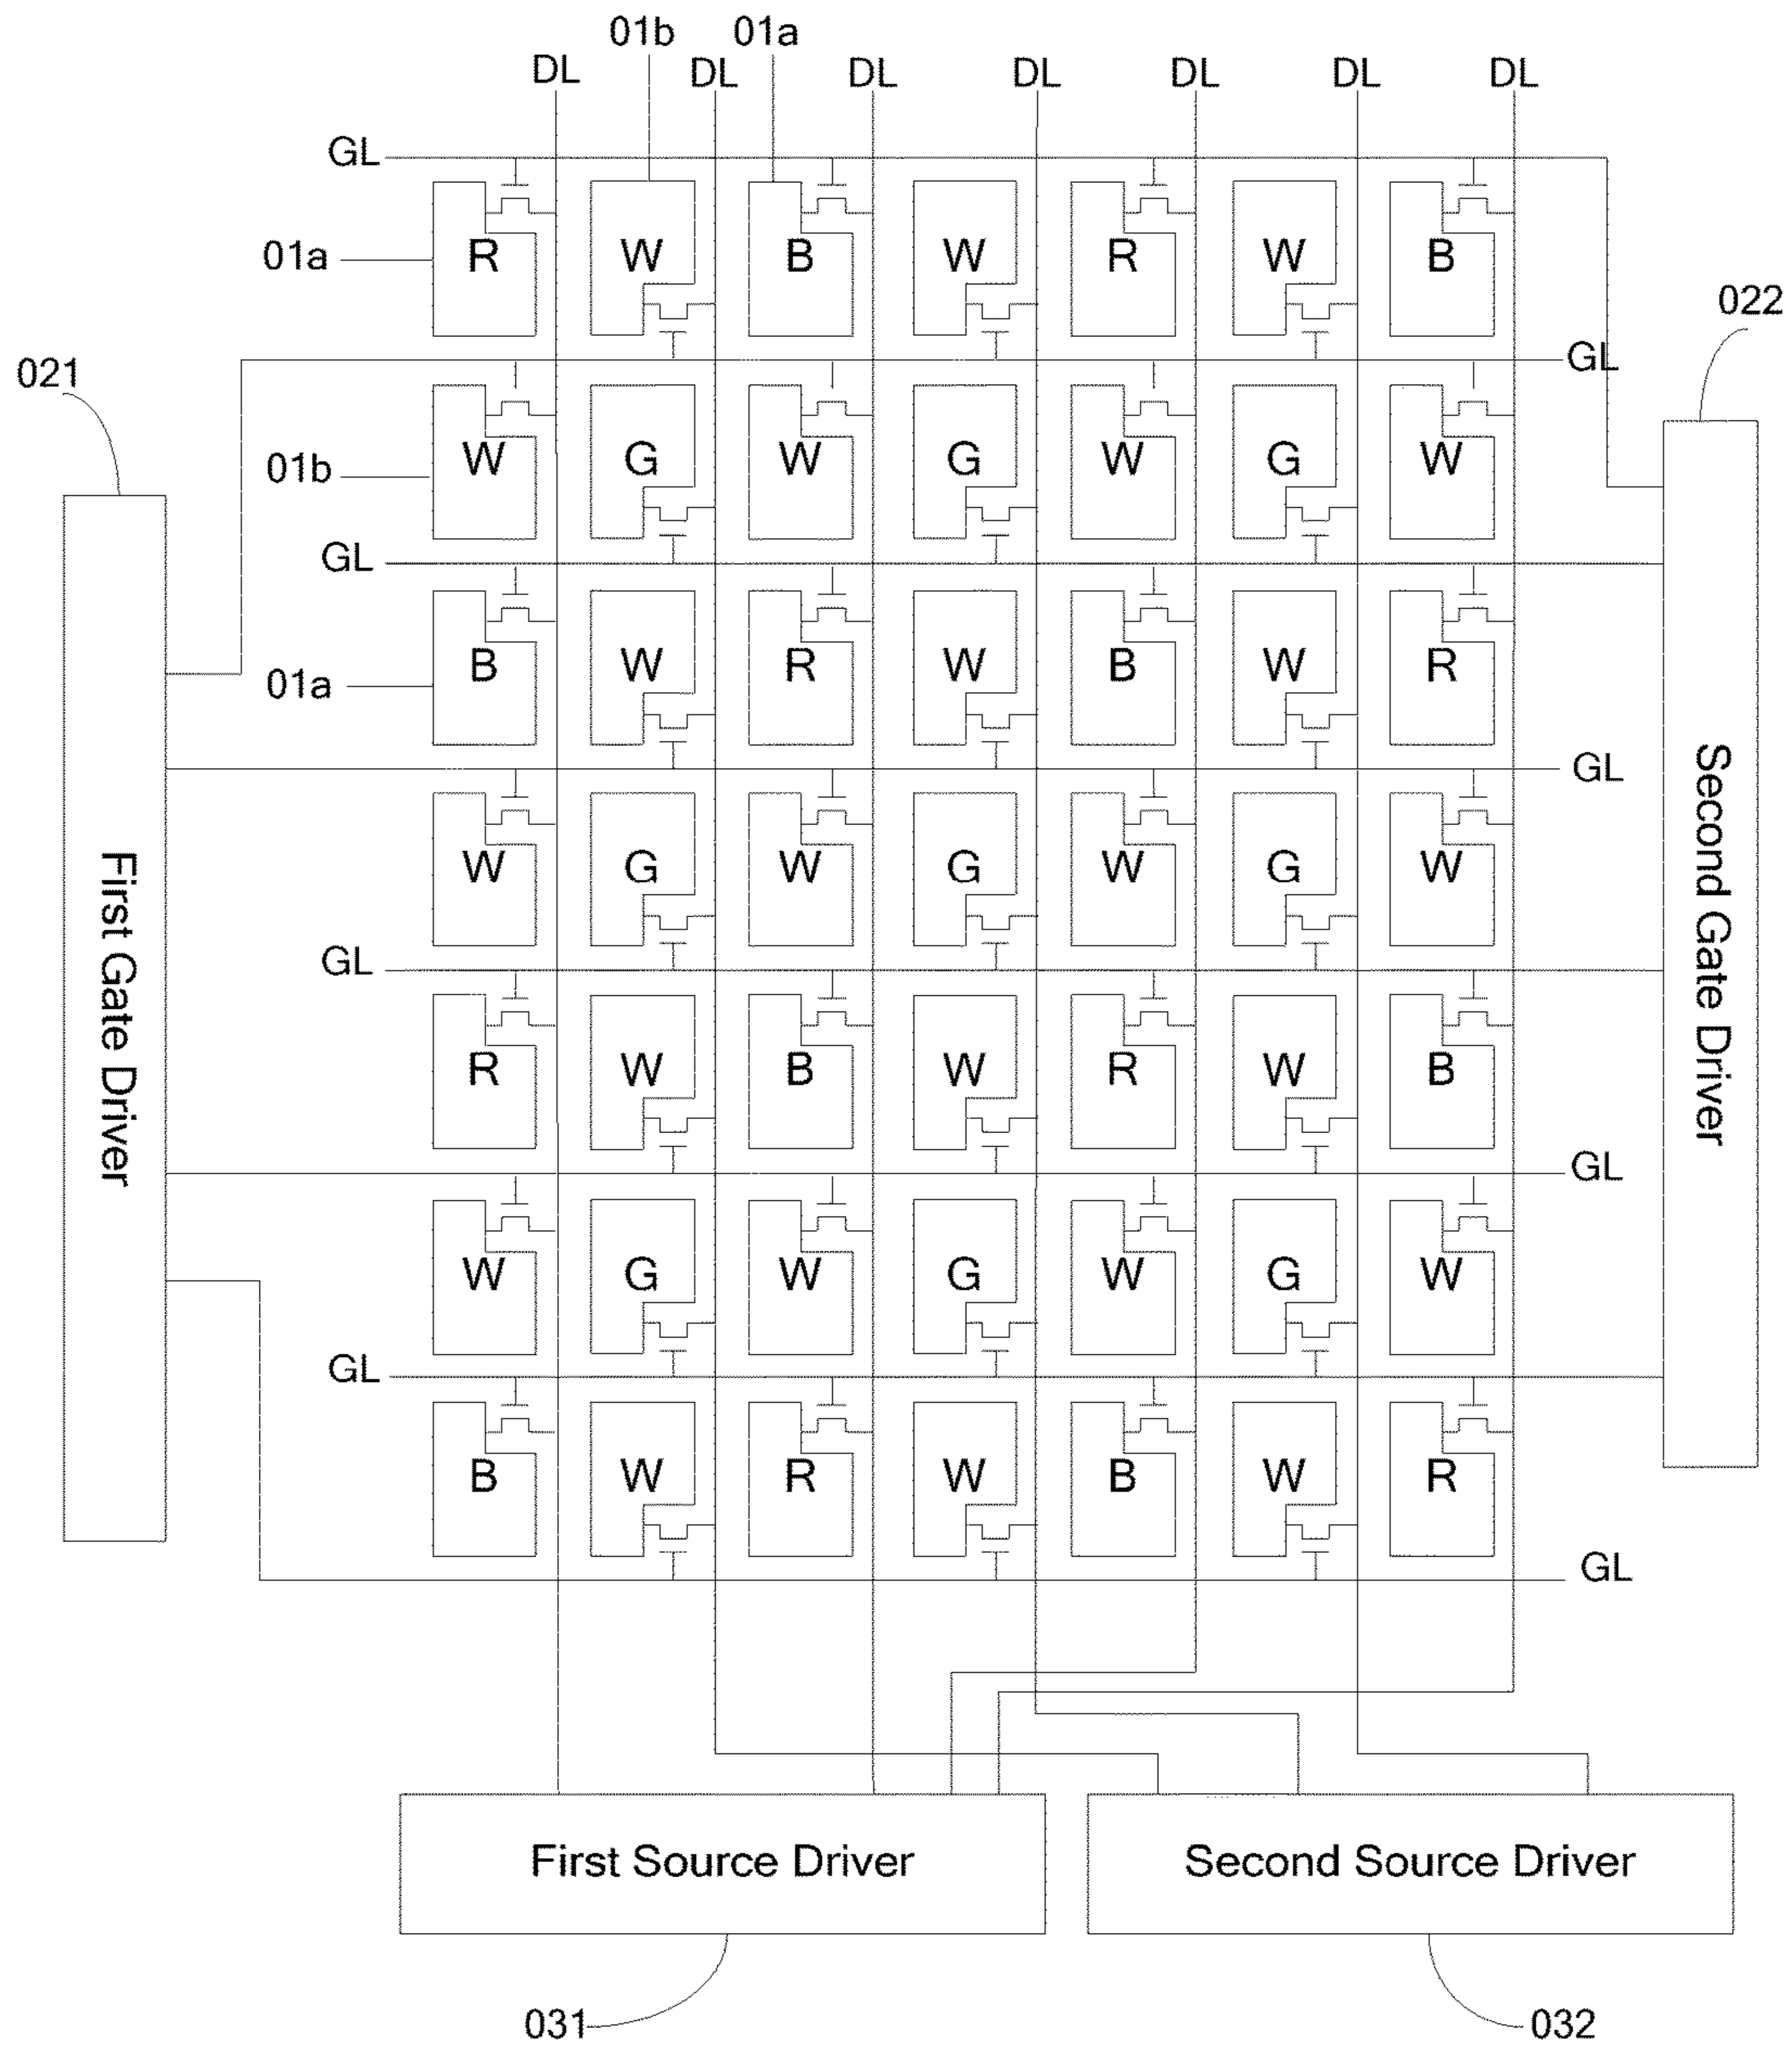 01b 01a
DL DL DL DL DL DL DL
GL
R W B W R W B
01a
022
GL
021
W G W G W G W
01b
GL
B W R W B W R
01a
GL
Second Gate Driver
First Gate Driver
W G W G W G W
GL
R W B W R W B
GL
W G W G W G W
GL
B W R W B W R
GL
First Source Driver
Second Source Driver
031
032